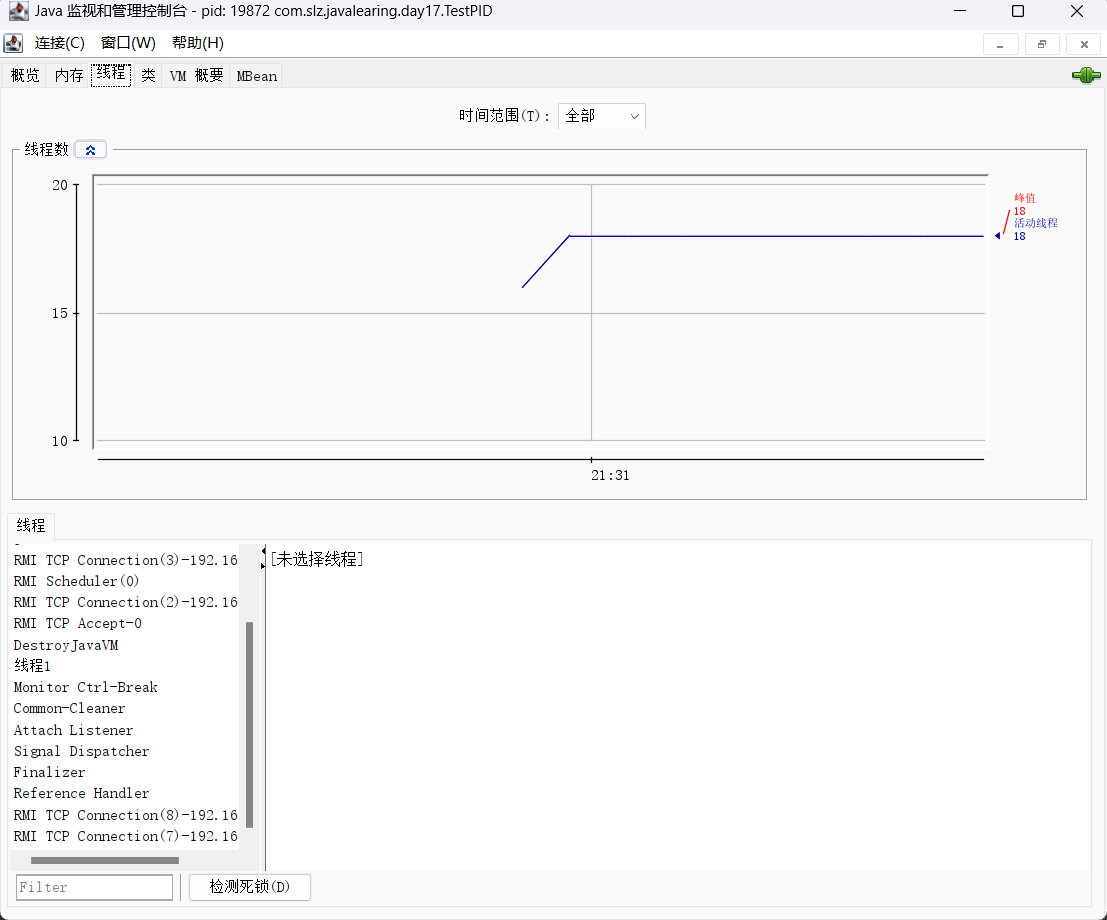 Java 监视和管理控制台 - pid: 19872 com.slz.javalearing.day17.TestPID
连接(C) 窗口(W) 帮助(H)
概览 内存 线程 类 VM 概要 MBean
时间范围(T): 全部
线程数
20
15
10
峰值
18
活动线程
18
21:31
线程
RMI TCP Connection(3)-192.16
[未选择线程]
RMI Scheduler(0)
RMI TCP Connection(2)-192.16
RMI TCP Accept-0
DestroyJavaVM
线程1
Monitor Ctrl-Break
Common-Cleaner
Attach Listener
Signal Dispatcher
Finalizer
Reference Handler
RMI TCP Connection(8)-192.16
RMI TCP Connection(7)-192.16
Filter 检测死锁(D)